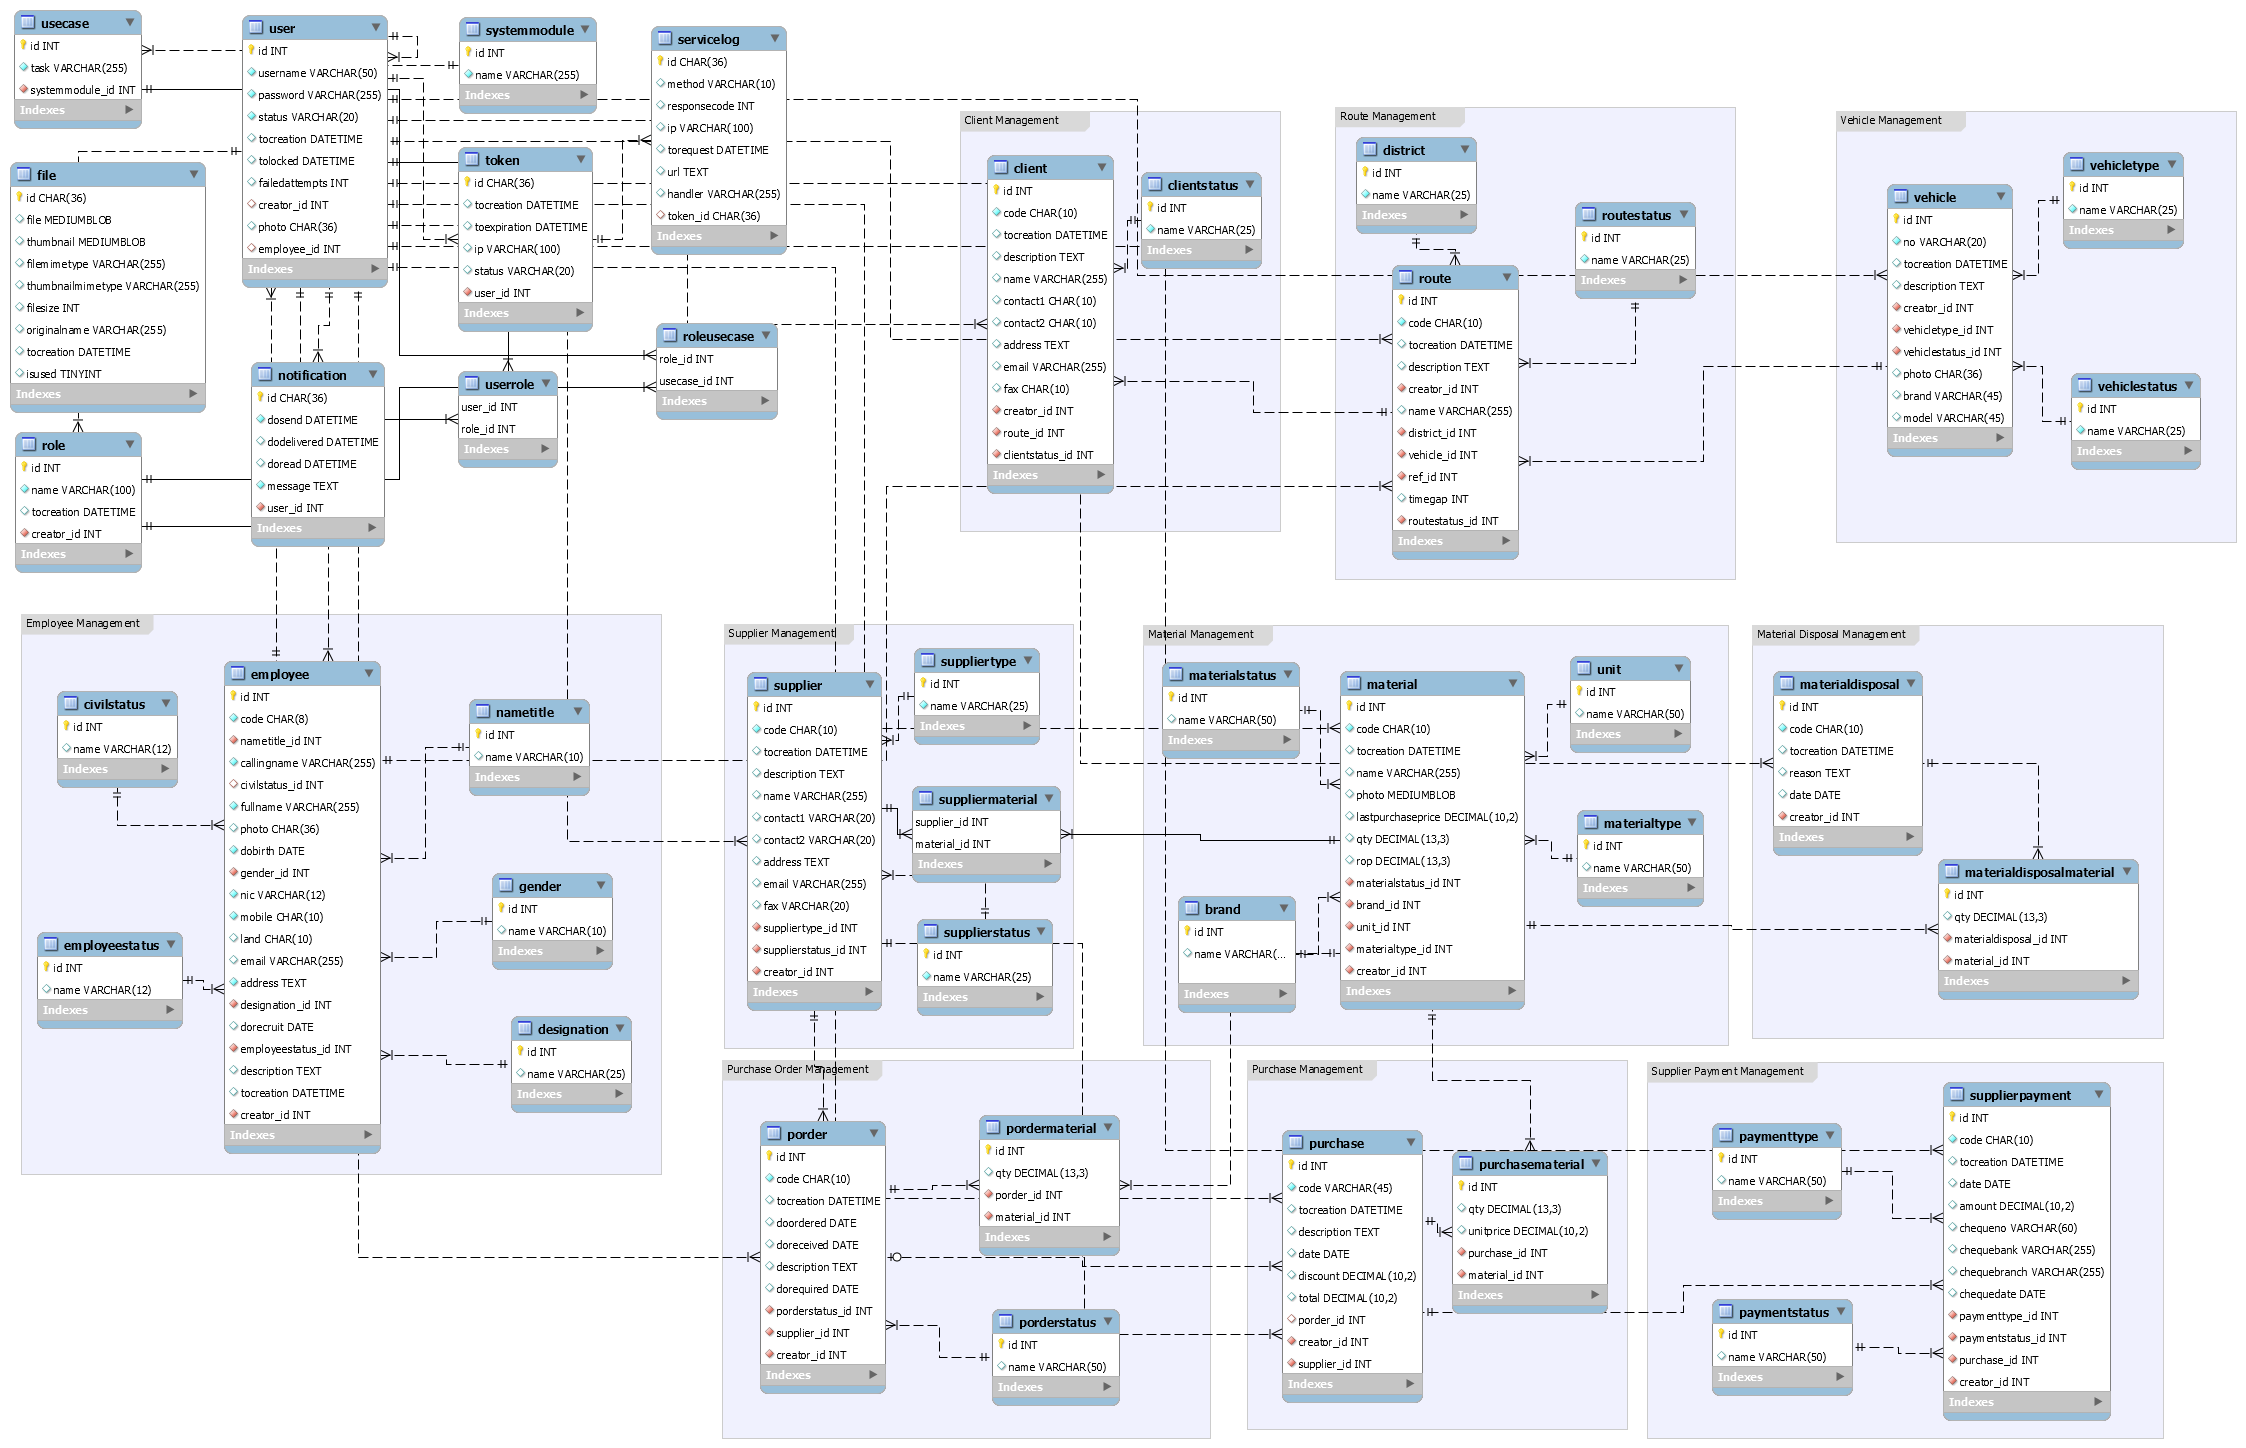 usecase
id INT
task VARCHAR(255)
systemmodule_id INT
Indexes
user
id INT
username VARCHAR(50)
password VARCHAR(255)
status VARCHAR(20)
tocreation DATETIME
tolocked DATETIME
failedattempts INT
creator_id INT
photo CHAR(36)
employee_id INT
Indexes
systemmodule
id INT
name VARCHAR(255)
Indexes
servicelog
id CHAR(36)
method VARCHAR(10)
responsecode INT
ip VARCHAR(100)
torequest DATETIME
url TEXT
handler VARCHAR(255)
token_id CHAR(36)
Indexes
file
id CHAR(36)
file MEDIUMBLOB
thumbnail MEDIUMBLOB
filemimetype VARCHAR(255)
thumbnailmimetype VARCHAR(255)
filesize INT
originalname VARCHAR(255)
tocreation DATETIME
isused TINYINT
Indexes
token
id CHAR(36)
tocreation DATETIME
toexpiration DATETIME
ip VARCHAR(100)
status VARCHAR(20)
user_id INT
Indexes
notification
id CHAR(36)
dosend DATETIME
dodelivered DATETIME
doread DATETIME
message TEXT
user_id INT
Indexes
userrole
user_id INT
role_id INT
Indexes
roleusecase
role_id INT
usecase_id INT
Indexes
role
id INT
name VARCHAR(100)
tocreation DATETIME
creator_id INT
Indexes
Client Management
client
id INT
code CHAR(10)
tocreation DATETIME
description TEXT
name VARCHAR(255)
contact1 CHAR(10)
contact2 CHAR(10)
address TEXT
email VARCHAR(255)
fax CHAR(10)
creator_id INT
route_id INT
clientstatus_id INT
Indexes
clientstatus
id INT
name VARCHAR(25)
Indexes
Route Management
district
id INT
name VARCHAR(25)
Indexes
routestatus
id INT
name VARCHAR(25)
Indexes
route
id INT
code CHAR(10)
tocreation DATETIME
description TEXT
creator_id INT
name VARCHAR(255)
district_id INT
vehicle_id INT
ref_id INT
timegap INT
routestatus_id INT
Indexes
Vehicle Management
vehicle
id INT
no VARCHAR(20)
tocreation DATETIME
description TEXT
creator_id INT
vehicletype_id INT
vehiclestatus_id INT
photo CHAR(36)
brand VARCHAR(45)
model VARCHAR(45)
Indexes
vehicletype
id INT
name VARCHAR(25)
Indexes
vehiclestatus
id INT
name VARCHAR(25)
Indexes
Employee Management
civilstatus
id INT
name VARCHAR(12)
Indexes
employeestatus
id INT
name VARCHAR(12)
Indexes
employee
id INT
code CHAR(8)
nametitle_id INT
callingname VARCHAR(255)
civilstatus_id INT
fullname VARCHAR(255)
photo CHAR(36)
dobirth DATE
gender_id INT
nic VARCHAR(12)
mobile CHAR(10)
land CHAR(10)
email VARCHAR(255)
address TEXT
designation_id INT
dorecruit DATE
employeestatus_id INT
description TEXT
tocreation DATETIME
creator_id INT
Indexes
nametitle
id INT
name VARCHAR(10)
Indexes
gender
id INT
name VARCHAR(10)
Indexes
designation
id INT
name VARCHAR(25)
Indexes
Supplier Management
supplier
id INT
code CHAR(10)
tocreation DATETIME
description TEXT
name VARCHAR(255)
contact1 VARCHAR(20)
contact2 VARCHAR(20)
address TEXT
email VARCHAR(255)
fax VARCHAR(20)
suppliertype_id INT
supplierstatus_id INT
creator_id INT
Indexes
suppliertype
id INT
name VARCHAR(25)
Indexes
suppliermaterial
supplier_id INT
material_id INT
Indexes
supplierstatus
id INT
name VARCHAR(25)
Indexes
Material Management
materialstatus
id INT
name VARCHAR(50)
Indexes
brand
id INT
name VARCHAR(...
Indexes
material
id INT
code CHAR(10)
tocreation DATETIME
name VARCHAR(255)
photo MEDIUMBLOB
lastpurchaseprice DECIMAL(10,2)
qty DECIMAL(13,3)
rop DECIMAL(13,3)
materialstatus_id INT
brand_id INT
unit_id INT
materialtype_id INT
creator_id INT
Indexes
unit
id INT
name VARCHAR(50)
Indexes
materialtype
id INT
name VARCHAR(50)
Indexes
Material Disposal Management
materialdisposal
id INT
code CHAR(10)
tocreation DATETIME
reason TEXT
date DATE
creator_id INT
Indexes
materialdisposalmaterial
id INT
qty DECIMAL(13,3)
materialdisposal_id INT
material_id INT
Indexes
Purchase Order Management
porder
id INT
code CHAR(10)
tocreation DATETIME
doordered DATE
doreceived DATE
description TEXT
dorequired DATE
porderstatus_id INT
supplier_id INT
creator_id INT
Indexes
pordermaterial
id INT
qty DECIMAL(13,3)
porder_id INT
material_id INT
Indexes
porderstatus
id INT
name VARCHAR(50)
Indexes
Purchase Management
purchase
id INT
code VARCHAR(45)
tocreation DATETIME
description TEXT
date DATE
discount DECIMAL(10,2)
total DECIMAL(10,2)
porder_id INT
creator_id INT
supplier_id INT
Indexes
purchasematerial
id INT
qty DECIMAL(13,3)
unitprice DECIMAL(10,2)
purchase_id INT
material_id INT
Indexes
Supplier Payment Management
paymenttype
id INT
name VARCHAR(50)
Indexes
paymentstatus
id INT
name VARCHAR(50)
Indexes
supplierpayment
id INT
code CHAR(10)
tocreation DATETIME
date DATE
amount DECIMAL(10,2)
chequeno VARCHAR(60)
chequebank VARCHAR(255)
chequebranch VARCHAR(255)
chequedate DATE
paymenttype_id INT
paymentstatus_id INT
purchase_id INT
creator_id INT
Indexes